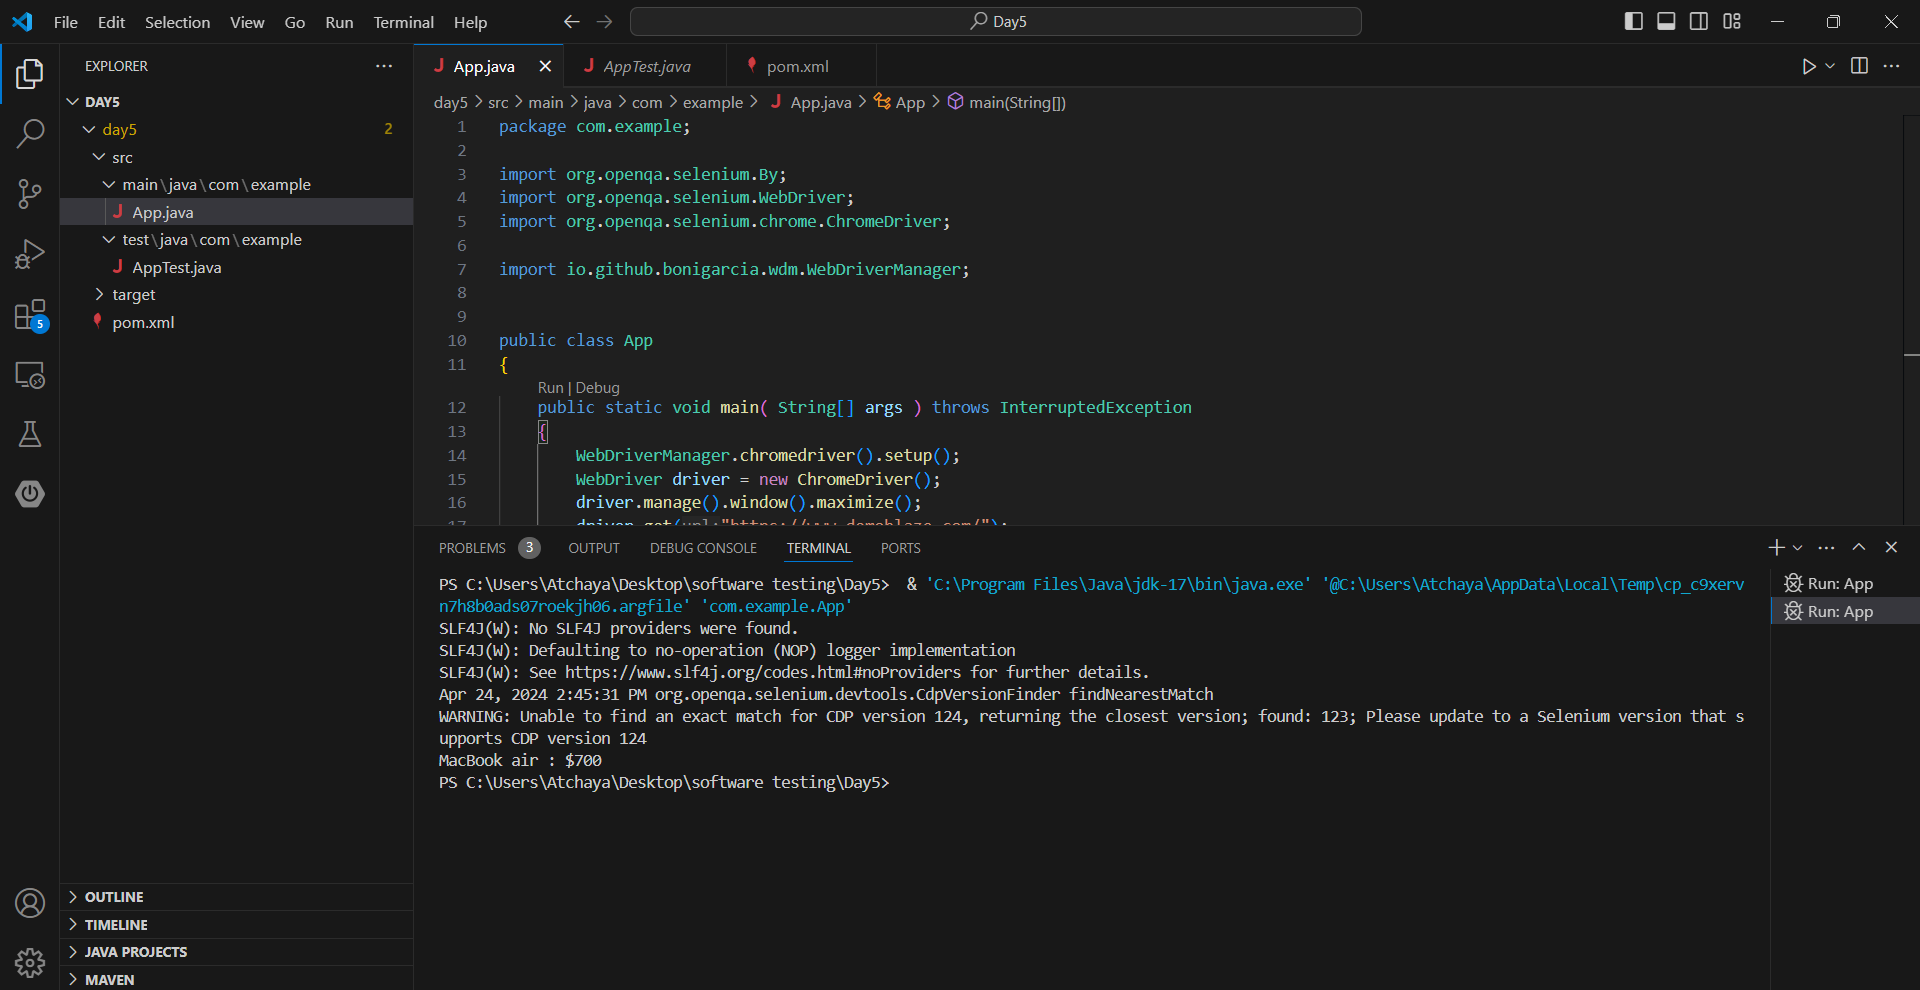 File Edit Selection View Go Run Terminal Help
Day5
EXPLORER
DAY5
day5 2
src
main\java\com\example
App.java
test\java\com\example
AppTest.java
target
pom.xml
5
OUTLINE
TIMELINE
JAVA PROJECTS
MAVEN
App.java AppTest.java pom.xml
day5 > src > main > java > com > example > App.java > App > main(String[])
1 package com.example;
2
3 import org.openqa.selenium.By;
4 import org.openqa.selenium.WebDriver;
5 import org.openqa.selenium.chrome.ChromeDriver;
6
7 import io.github.bonigarcia.wdm.WebDriverManager;
8
9
10 public class App
11 {
Run | Debug
12 public static void main( String[] args ) throws InterruptedException
13 {
14 WebDriverManager.chromedriver().setup();
15 WebDriver driver = new ChromeDriver();
16 driver.manage().window().maximize();
17 driver.get(url:"https://www.demoblaze.com/");
PROBLEMS 3 OUTPUT DEBUG CONSOLE TERMINAL PORTS
PS C:\Users\Atchaya\Desktop\software testing\Day5> & 'C:\Program Files\Java\jdk-17\bin\java.exe' '@C:\Users\Atchaya\AppData\Local\Temp\cp_c9xerv
n7h8b0ads07roekjh06.argfile' 'com.example.App'
SLF4J(W): No SLF4J providers were found.
SLF4J(W): Defaulting to no-operation (NOP) logger implementation
SLF4J(W): See https://www.slf4j.org/codes.html#noProviders for further details.
Apr 24, 2024 2:45:31 PM org.openqa.selenium.devtools.CdpVersionFinder findNearestMatch
WARNING: Unable to find an exact match for CDP version 124, returning the closest version; found: 123; Please update to a Selenium version that s
upports CDP version 124
MacBook air : $700
PS C:\Users\Atchaya\Desktop\software testing\Day5>
Run: App
Run: App